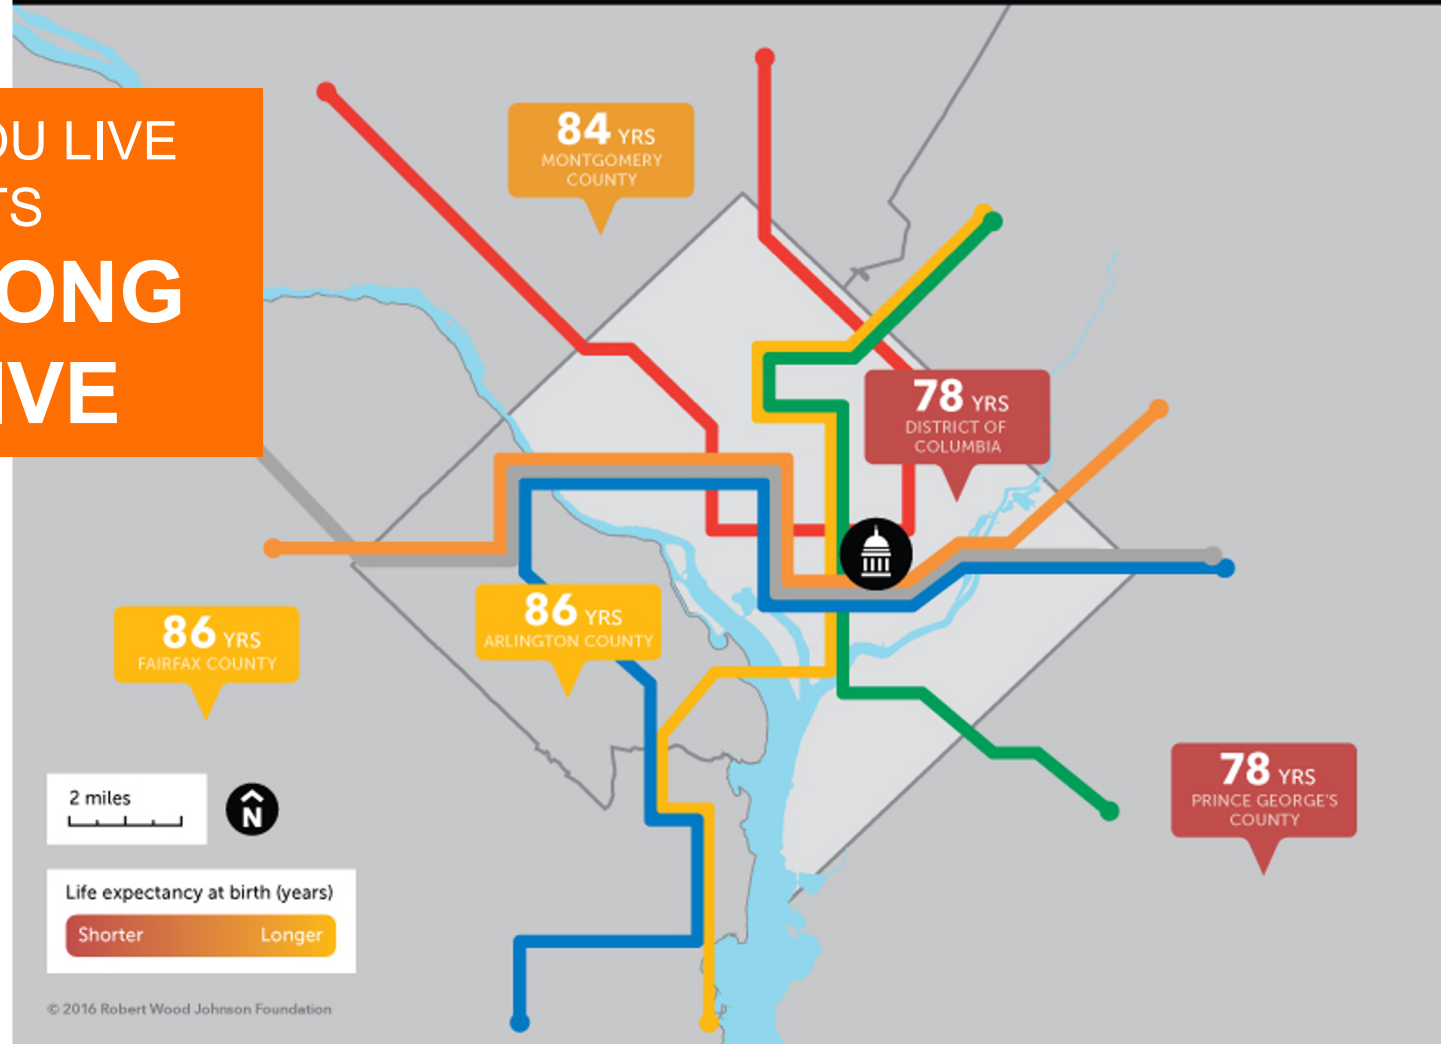 OU LIVE
TS
ONG
IVE
84 YRS
MONTGOMERY
COUNTY
78 YRS
DISTRICT OF
COLUMBIA
86 YRS
ARLINGTON COUNTY
86 YRS
FAIRFAX COUNTY
78 YRS
PRINCE GEORGE'S
COUNTY
2 miles
N
Life expectancy at birth (years)
Shorter Longer
© 2016 Robert Wood Johnson Foundation